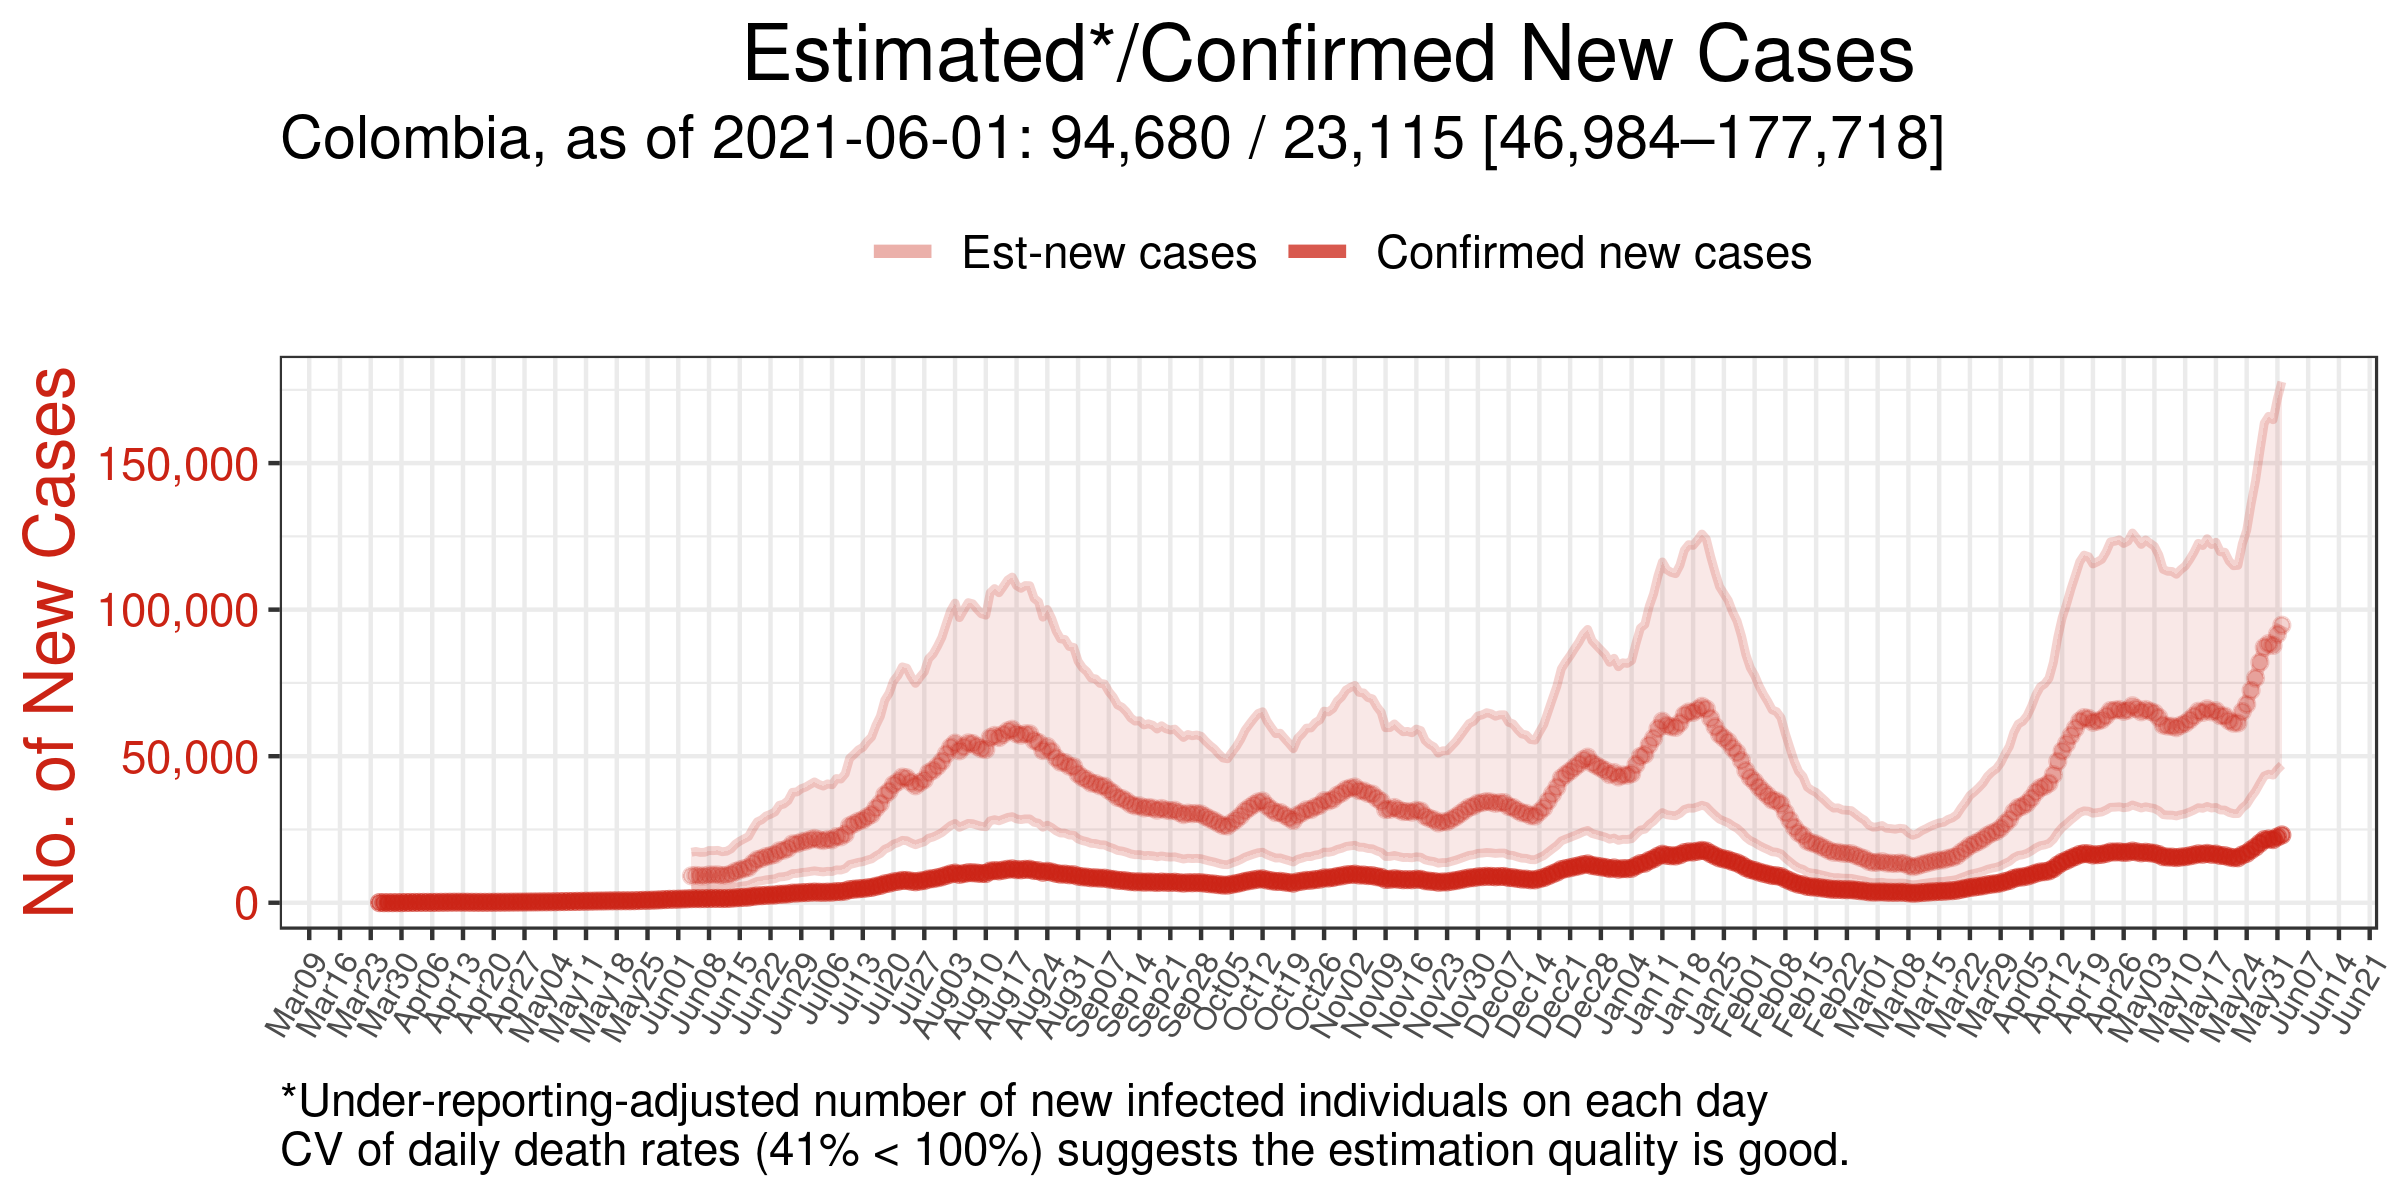 Estimated*/Confirmed New Cases
Colombia, as of 2021-06-01: 94,680 / 23,115 [46,984–177,718]
Est-new cases
Confirmed new cases
No. of New Cases
150,000
100,000
50,000
0
Mar09
Mar16
Mar23
Mar30
Apr06
Apr13
Apr20
Apr27
May04
May11
May18
May25
Jun01
Jun08
Jun15
Jun22
Jun29
Jul06
Jul13
Jul20
Jul27
Aug03
Aug10
Aug17
Aug24
Aug31
Sep07
Sep14
Sep21
Sep28
Oct05
Oct12
Oct19
Oct26
Nov02
Nov09
Nov16
Nov23
Nov30
Dec07
Dec14
Dec21
Dec28
Jan04
Jan11
Jan18
Jan25
Feb01
Feb08
Feb15
Feb22
Mar01
Mar08
Mar15
Mar22
Mar29
Apr05
Apr12
Apr19
Apr26
May03
May10
May17
May24
May31
Jun07
Jun14
Jun21
*Under-reporting-adjusted number of new infected individuals on each day
CV of daily death rates (41% < 100%) suggests the estimation quality is good.